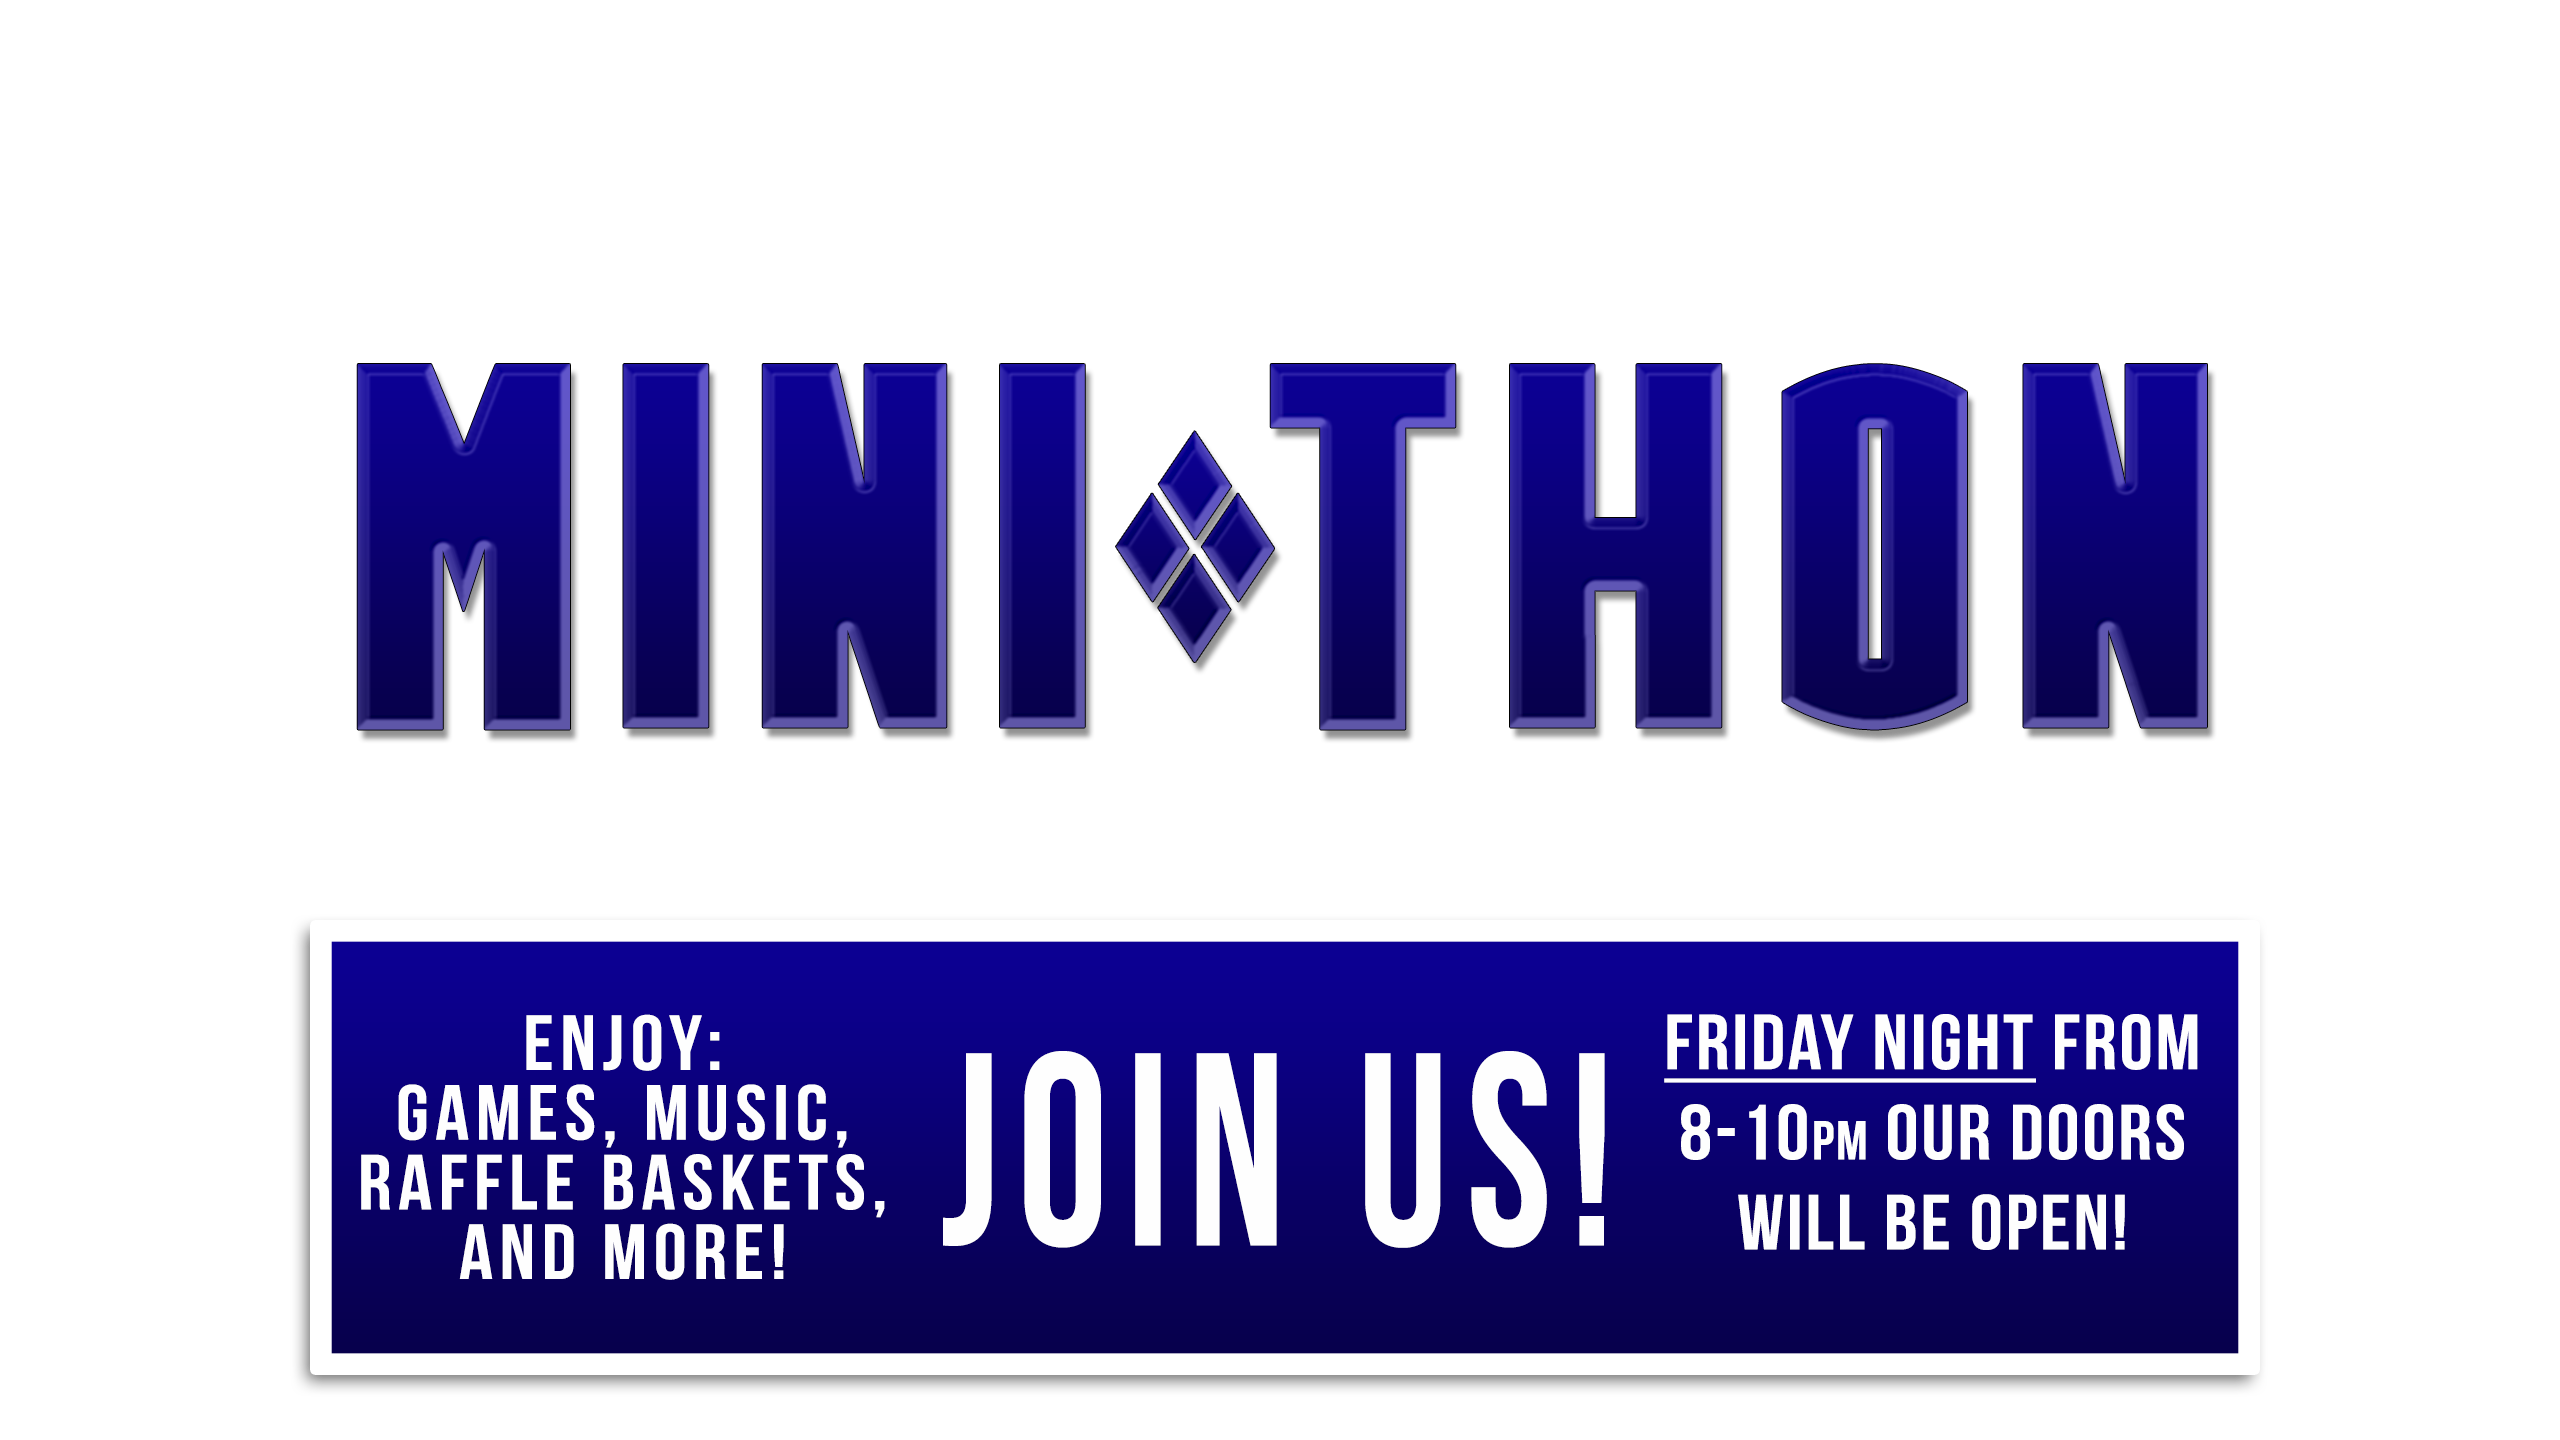 MINI THON
ENJOY:
GAMES, MUSIC,
RAFFLE BASKETS,
AND MORE!
JOIN US!
FRIDAY NIGHT FROM
8-10PM OUR DOORS
WILL BE OPEN!